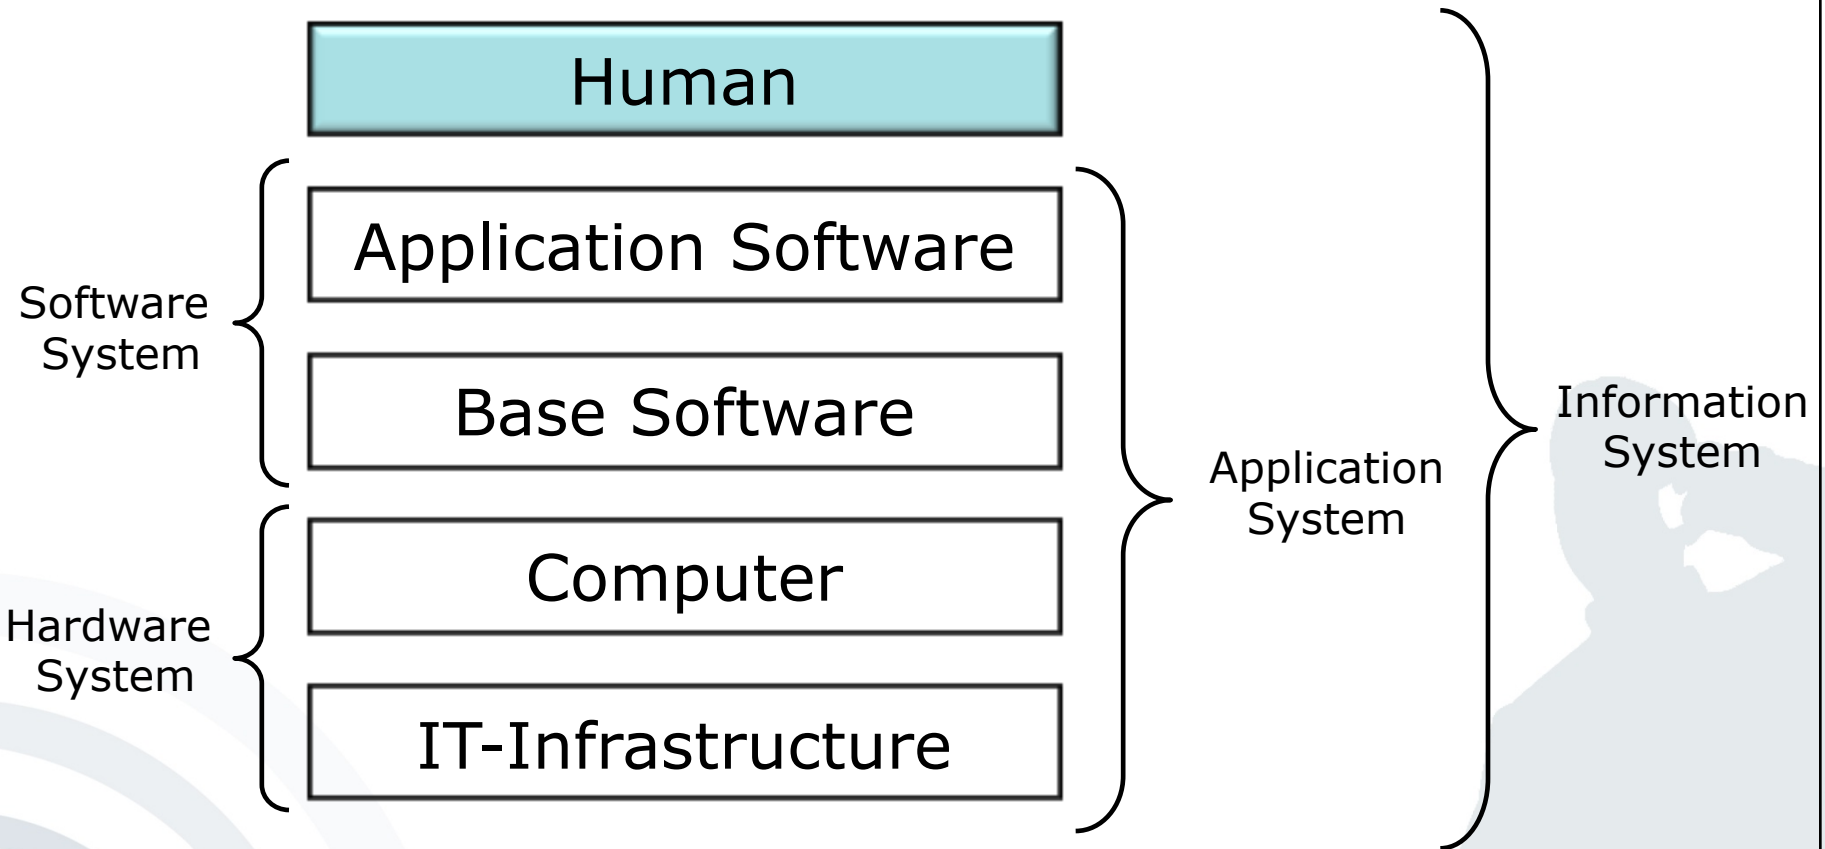 Human
Application Software
Software
System
Base Software
Information
System
Application
System
Computer
Hardware
System
IT-Infrastructure